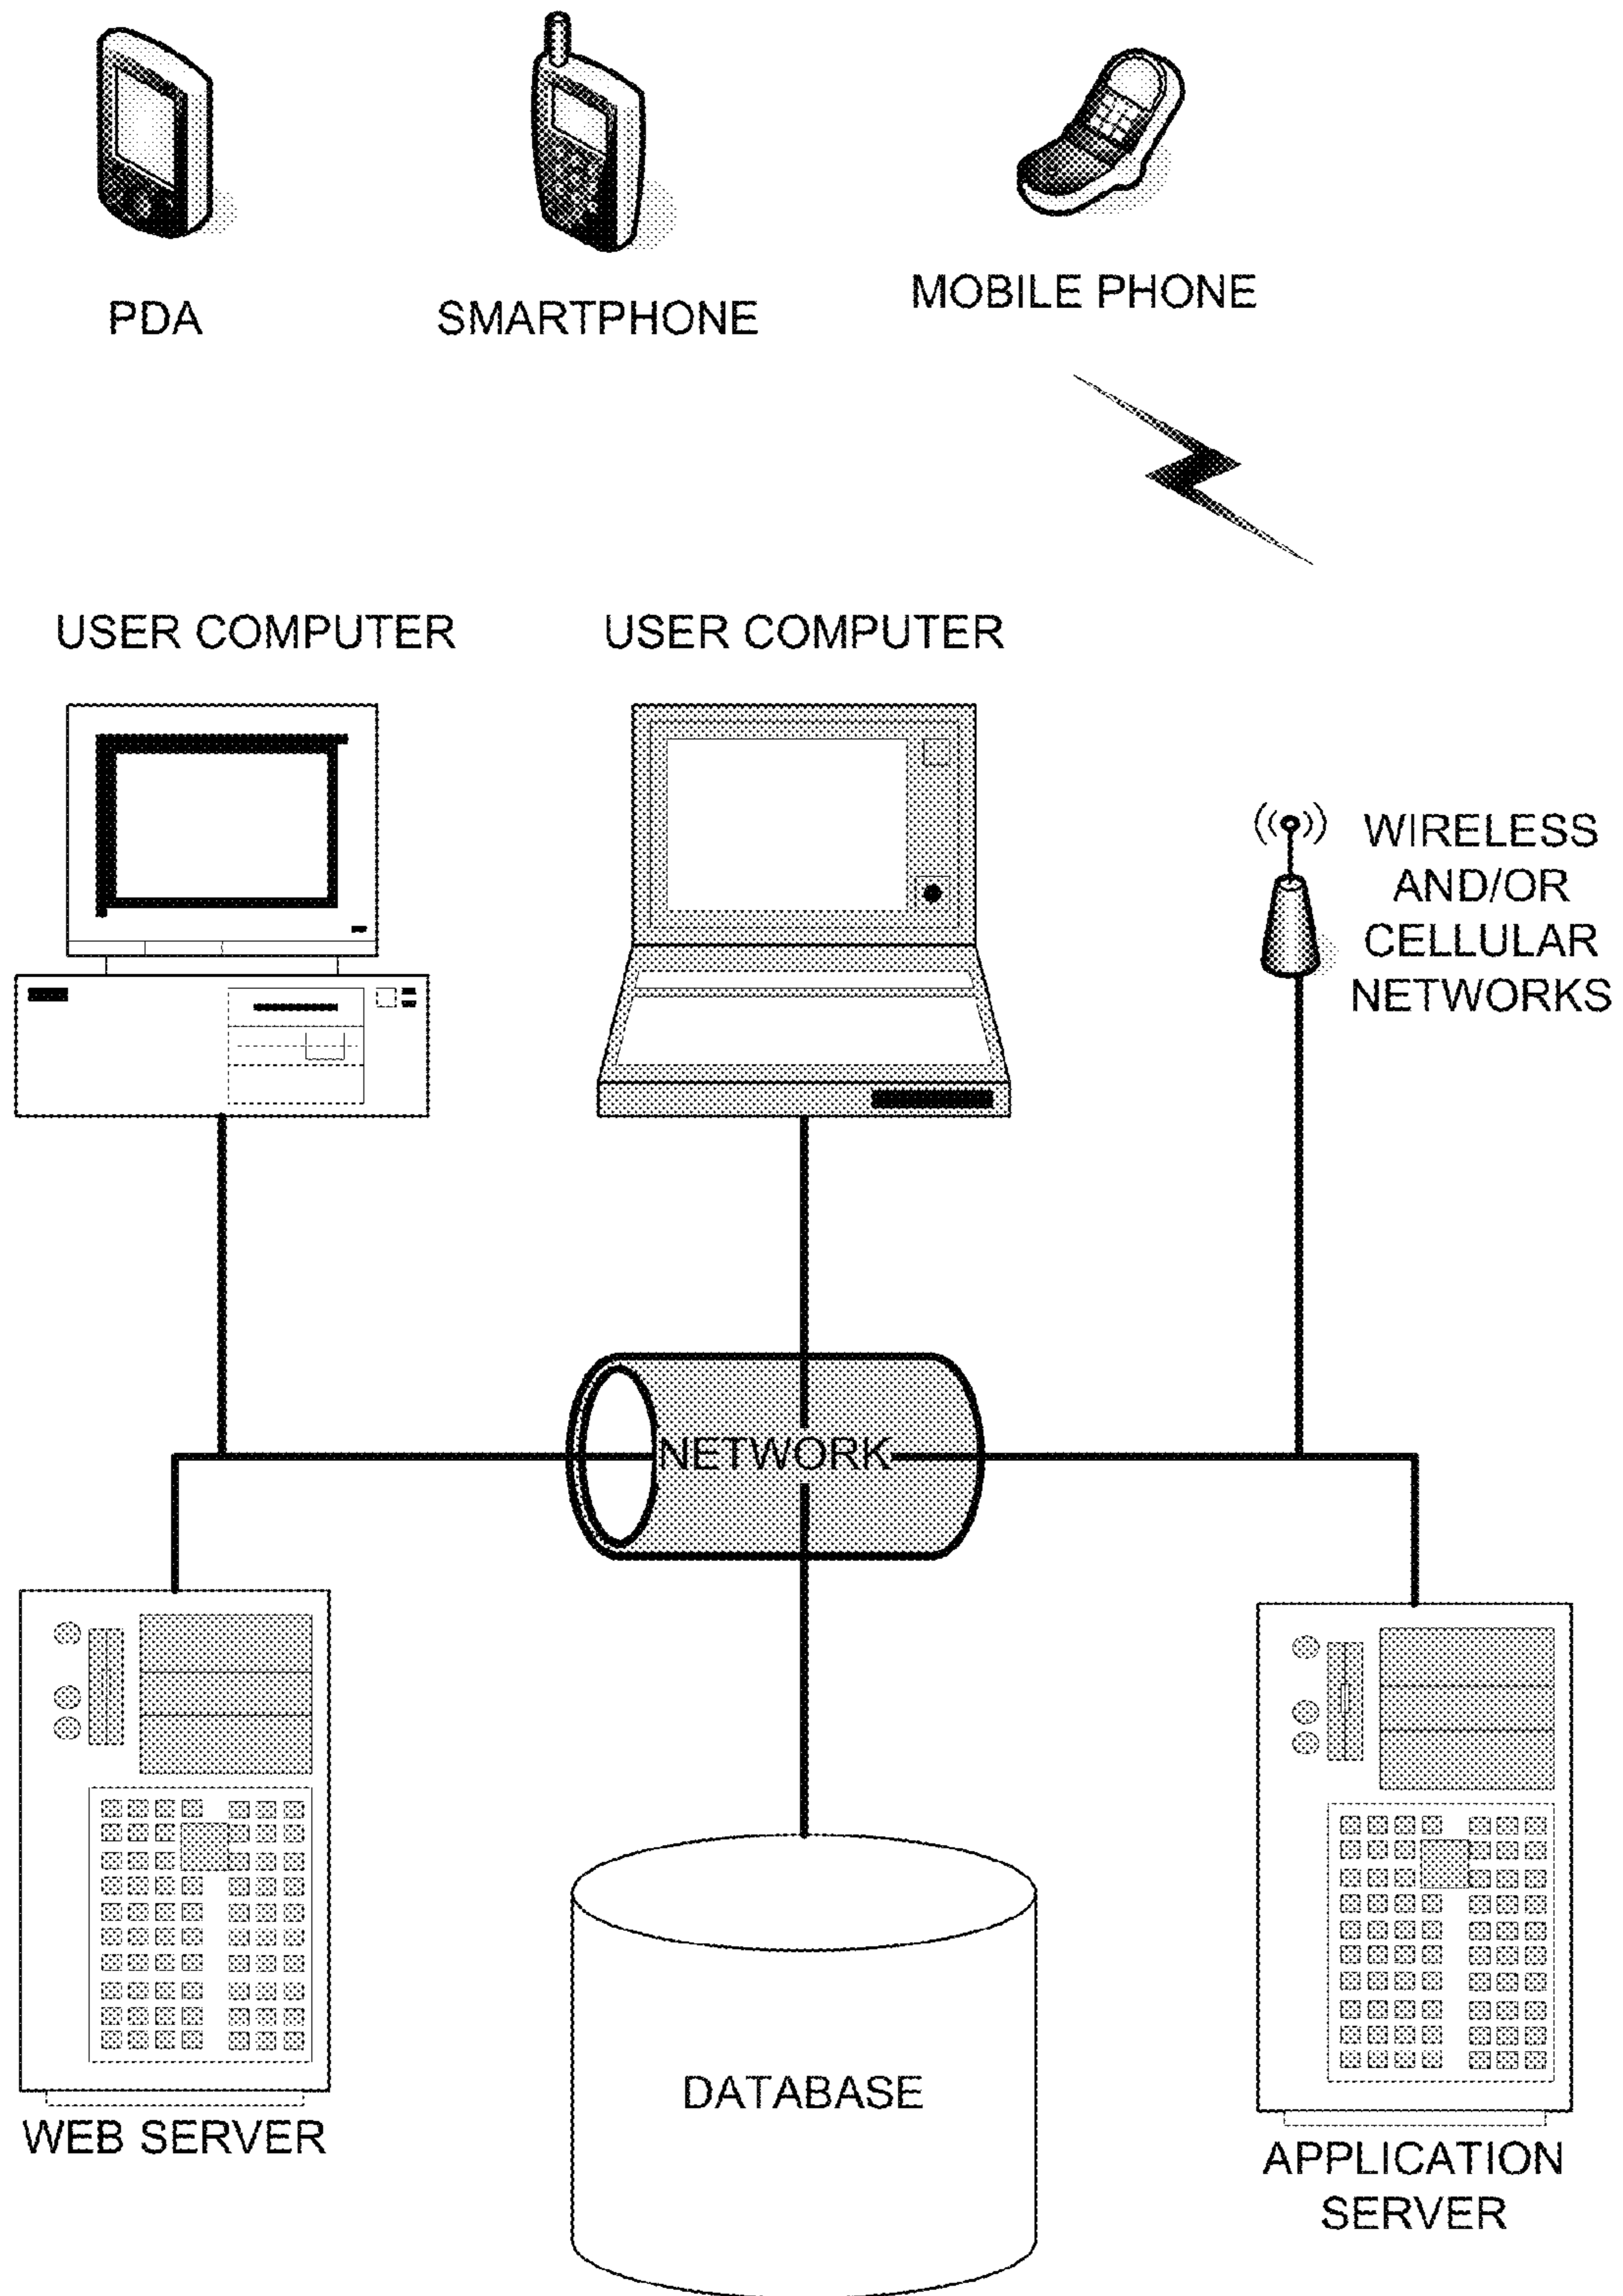 PDA
SMARTPHONE
MOBILE PHONE
USER COMPUTER
USER COMPUTER
WIRELESS
AND/OR
CELLULAR
NETWORKS
NETWORK
WEB SERVER
DATABASE
APPLICATION
SERVER